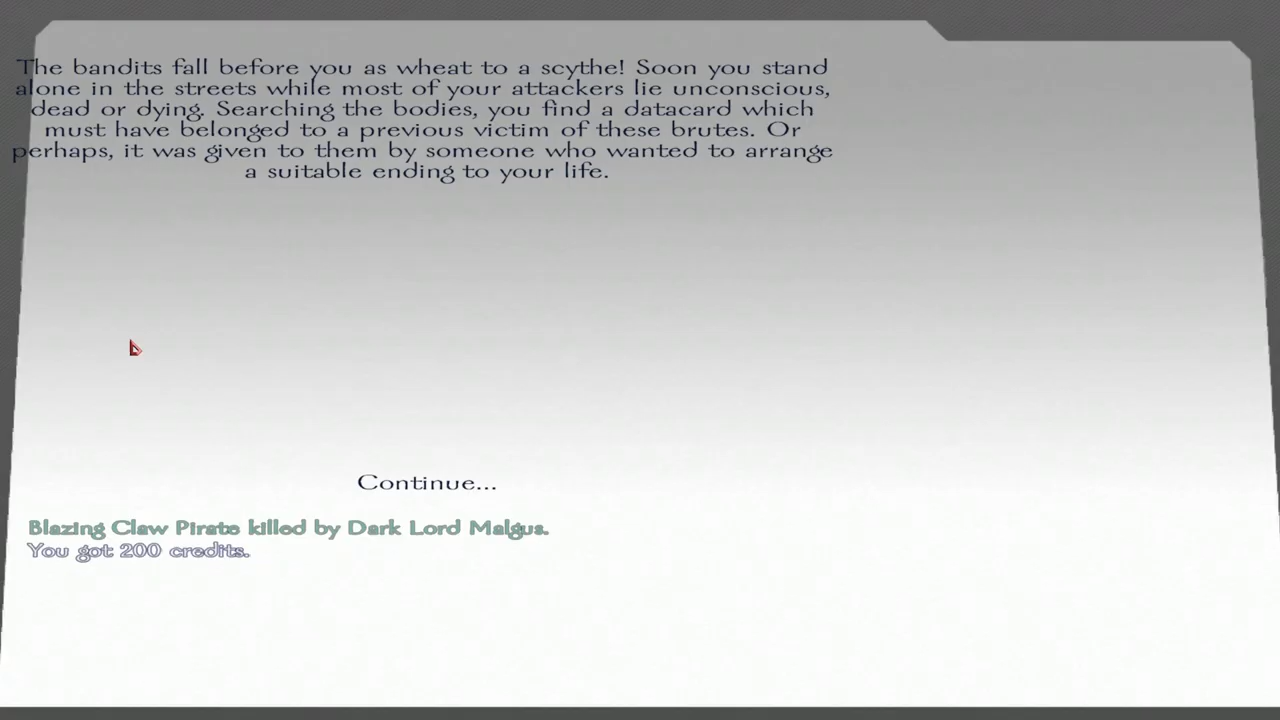 The bandits fall before you as wheat to a scythe! Soon you stand
alone in the streets while most of your attackers lie unconscious,
dead or dying. Searching the bodies, you find a datacard which
must have belonged to a previous victim of these brutes. Or
perhaps, it was given to them by someone who wanted to arrange
a suitable ending to your life.
Continue...
Blazing Claw Pirate killed by Dark Lord Malgus.
You got 200 credits.